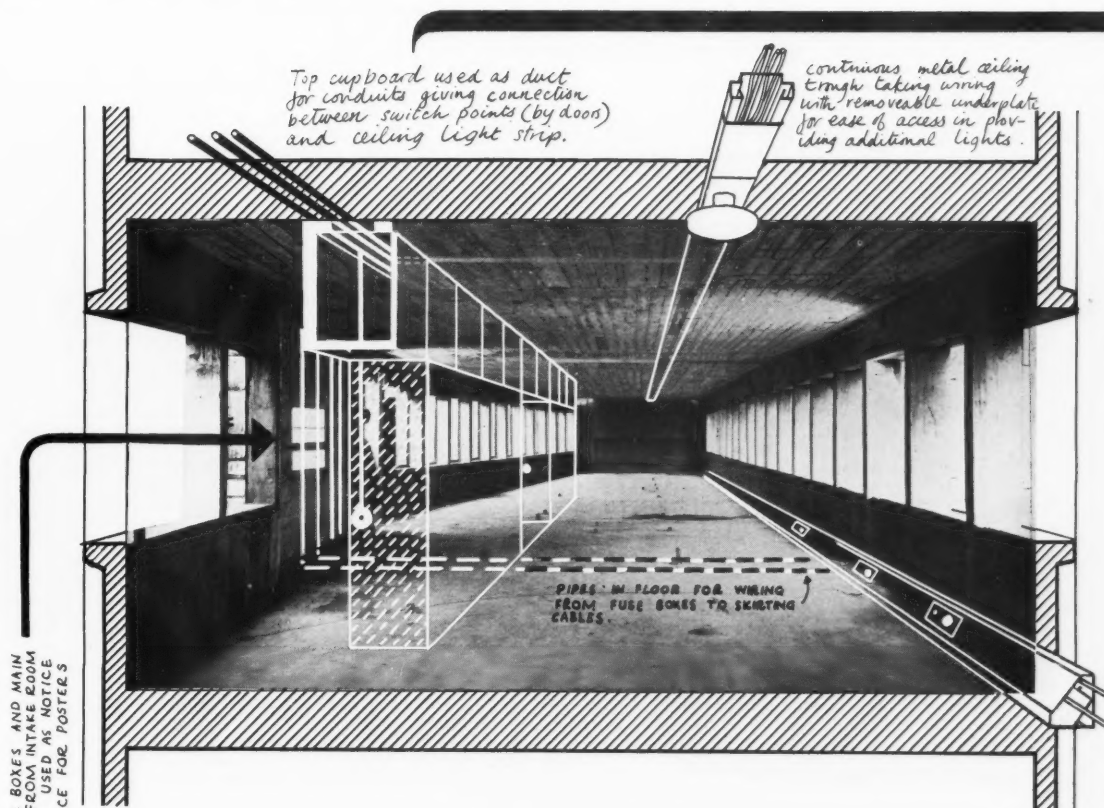 Top cupboard used as duct
for conduits giving connection
between switch points (by doors)
and ceiling light strip.
continuous metal ceiling
trough taking wiring
with removeable underplate
for ease of access in prov-
iding additional lights.
PIPES IN FLOOR FOR WIRING
FROM FUSE BOXES TO SKIRTING
CABLES.
BOXES AND MAIN
FROM INTAKE ROOM
USED AS NOTICE
CE FOR POSTERS